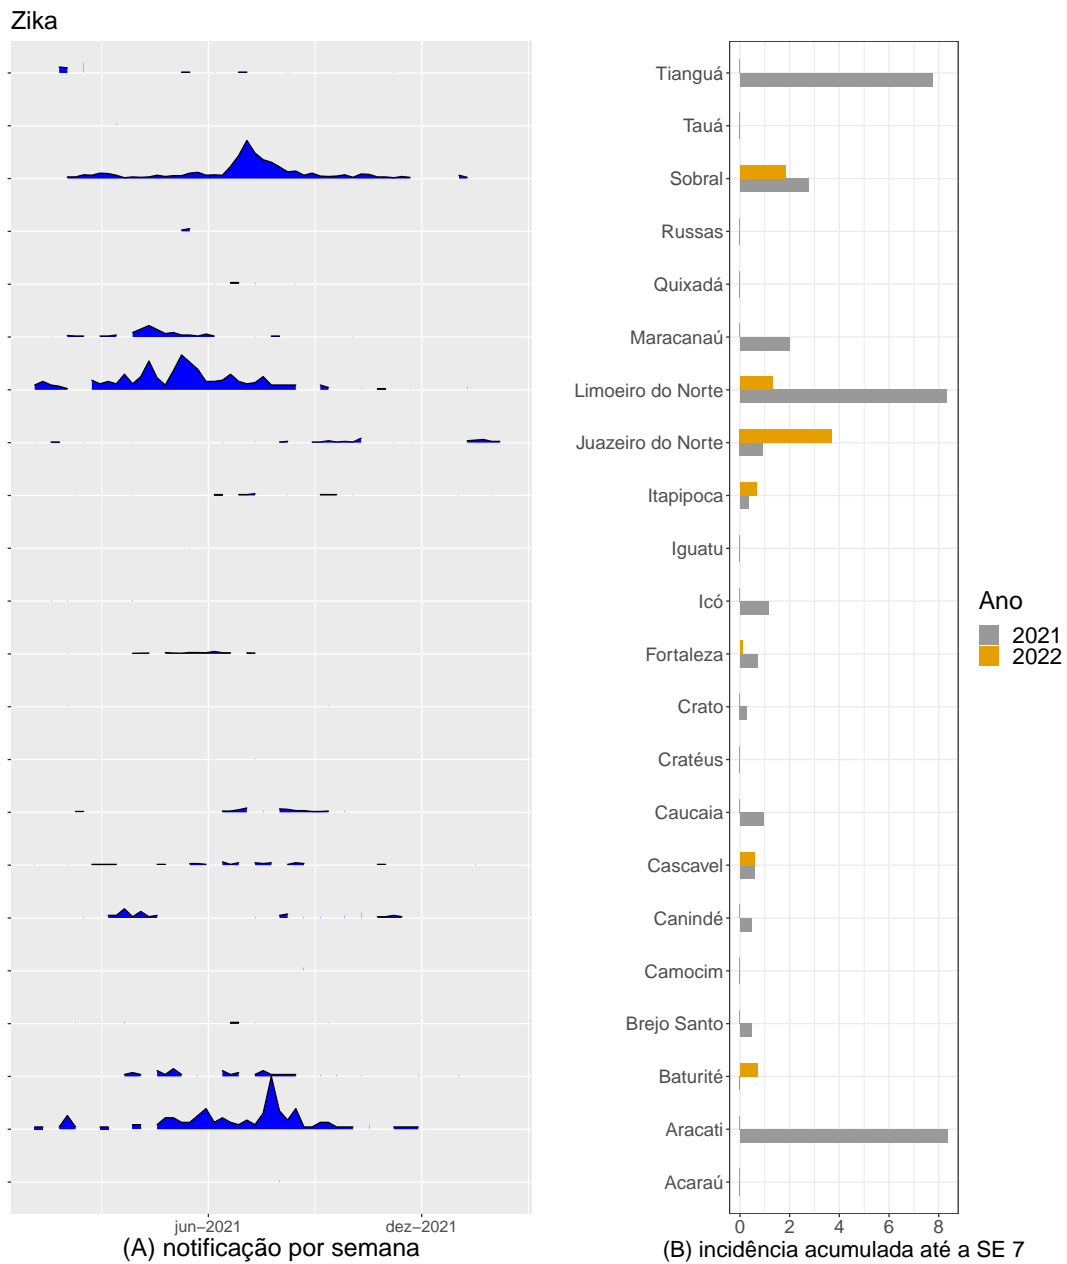 Zika
Tianguá
Tauá
Sobral
Russas
Quixadá
Maracanaú
Limoeiro do Norte
Juazeiro do Norte
Itapipoca
Iguatu
Icó
Fortaleza
Crato
Cratéus
Caucaia
Cascavel
Canindé
Camocim
Brejo Santo
Baturité
Aracati
Acaraú
Ano
2021
2022
jun−2021 dez−2021
0 2 4 6 8
(A) notificação por semana
(B) incidência acumulada até a SE 7